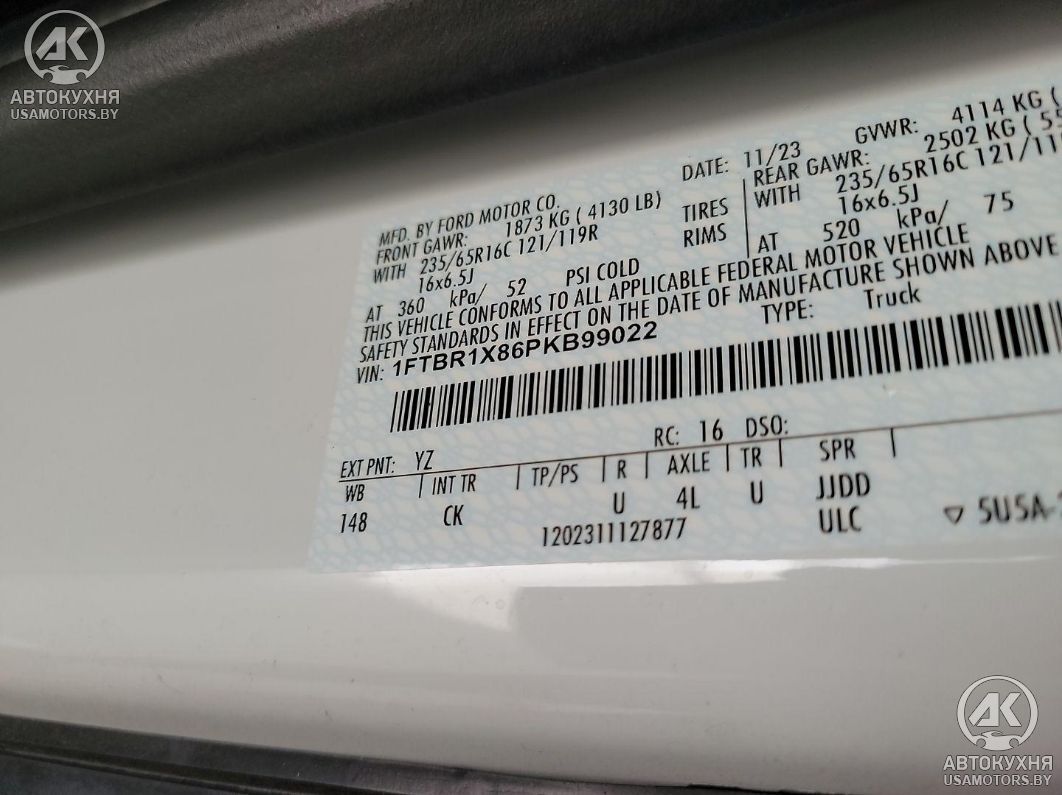 АК
АВТОКУХНЯ
USAMOTORS.BY
MFD. BY FORD MOTOR CO.
FRONT GAWR: 1873 KG ( 4130 LB)
WITH 235/65R16C 121/119R TIRES
16x6.5J RIMS
AT 360 kPa/ 52 PSI COLD
DATE: 11/23 GVWR: 4114 KG (
REAR GAWR: 2502 KG (
WITH 235/65R16C
16x6.5J
AT 520 kPa/ 75
THIS VEHICLE CONFORMS TO ALL APPLICABLE FEDERAL MOTOR VEHICLE
SAFETY STANDARDS IN EFFECT ON THE DATE OF MANUFACTURE SHOWN ABOVE
VIN: 1FTBR1X86PKB99022 TYPE: Truck
EXT PNT: YZ RC: 16 DSO:
WB INT TR TP/PS R AXLE TR SPR
148 CK U 4L U JJDD
1202311127877 ULC
АК
АВТОКУХНЯ
USAMOTORS.BY